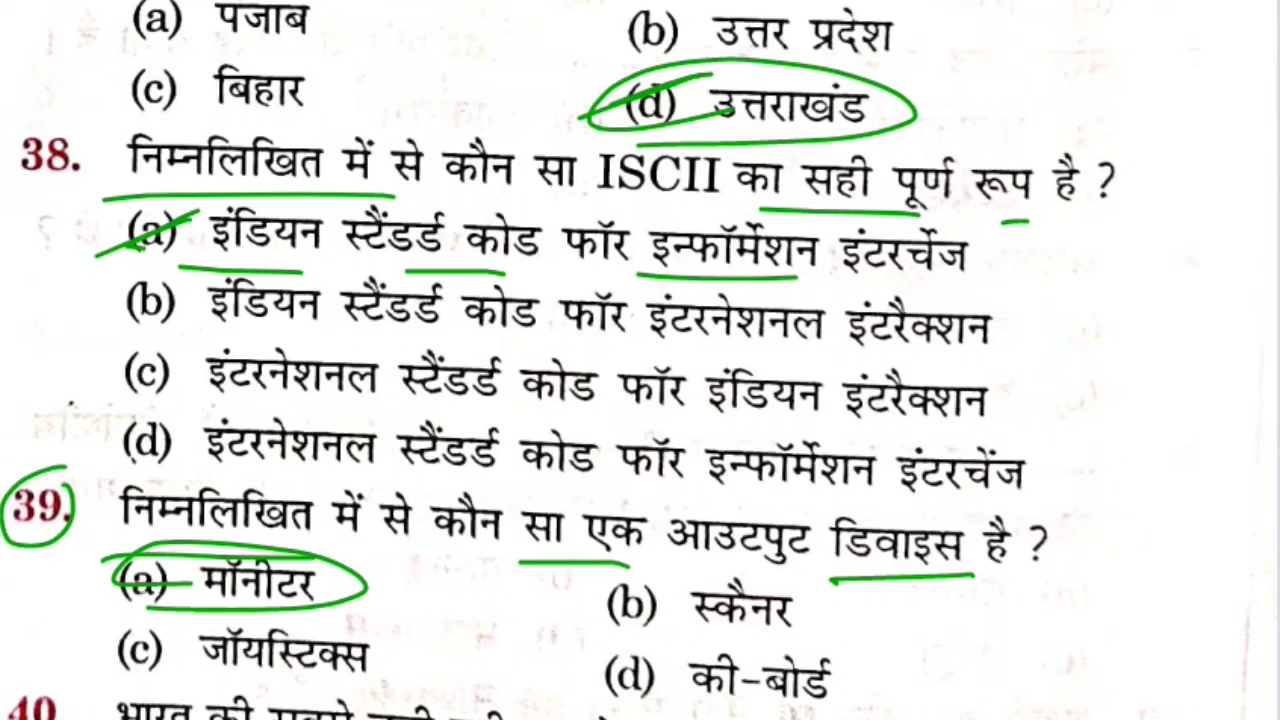 (a) पंजाब (b) उत्तर प्रदेश
(c) बिहार (d) उत्तराखंड
38. निम्नलिखित में से कौन सा ISCII का सही पूर्ण रूप है ?
(a) इंडियन स्टैंडर्ड कोड फॉर इन्फॉर्मेशन इंटरचेंज
(b) इंडियन स्टैंडर्ड कोड फॉर इंटरनेशनल इंटरैक्शन
(c) इंटरनेशनल स्टैंडर्ड कोड फॉर इंडियन इंटरैक्शन
(d) इंटरनेशनल स्टैंडर्ड कोड फॉर इन्फॉर्मेशन इंटरचेंज
39. निम्नलिखित में से कौन सा एक आउटपुट डिवाइस है ?
(a) मॉनीटर (b) स्कैनर
(c) जॉयस्टिक्स (d) की-बोर्ड
40. भारत की सबसे